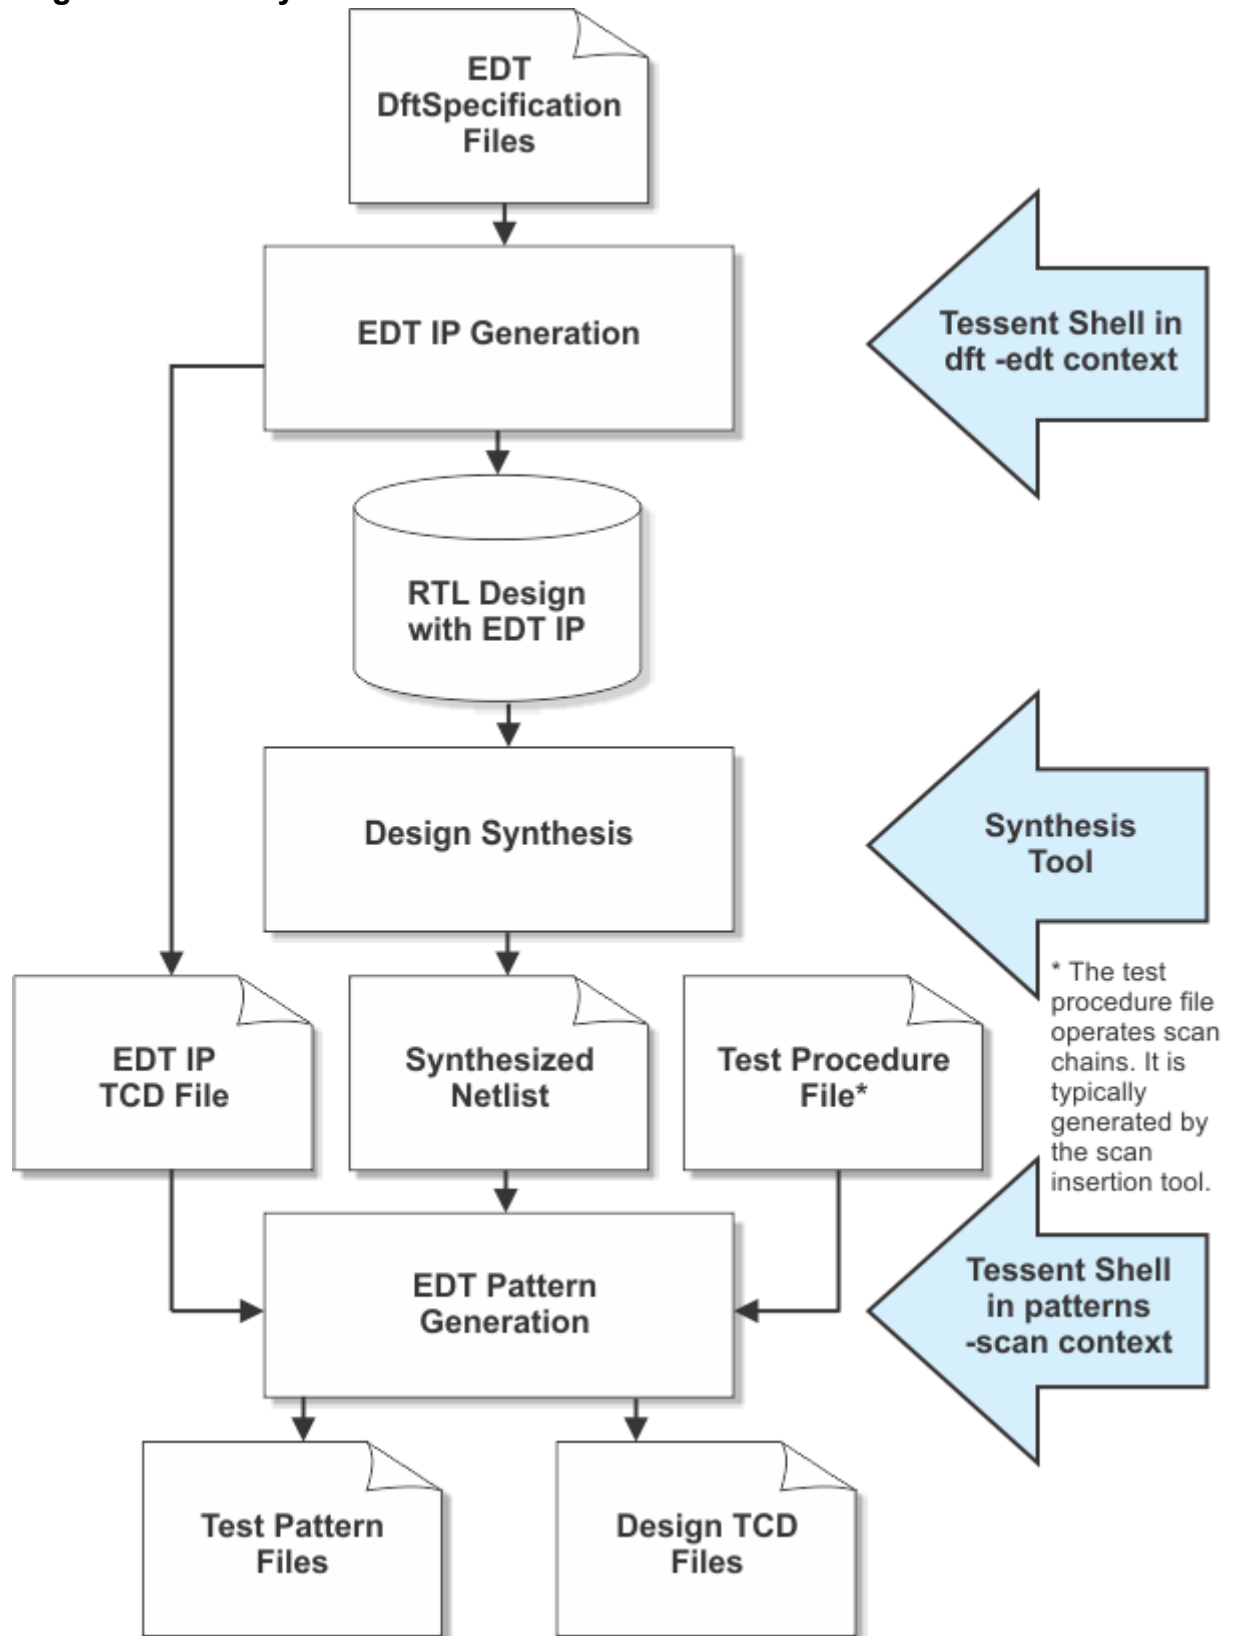 EDT
DftSpecification
Files
EDT IP Generation
Tessent Shell in
dft -edt context
RTL Design
with EDT IP
Design Synthesis
Synthesis
Tool
* The test
procedure file
operates scan
chains. It is
typically
generated by
the scan
insertion tool.
EDT IP
TCD File
Synthesized
Netlist
Test Procedure
File*
EDT Pattern
Generation
Tessent Shell
in patterns
-scan context
Test Pattern
Files
Design TCD
Files